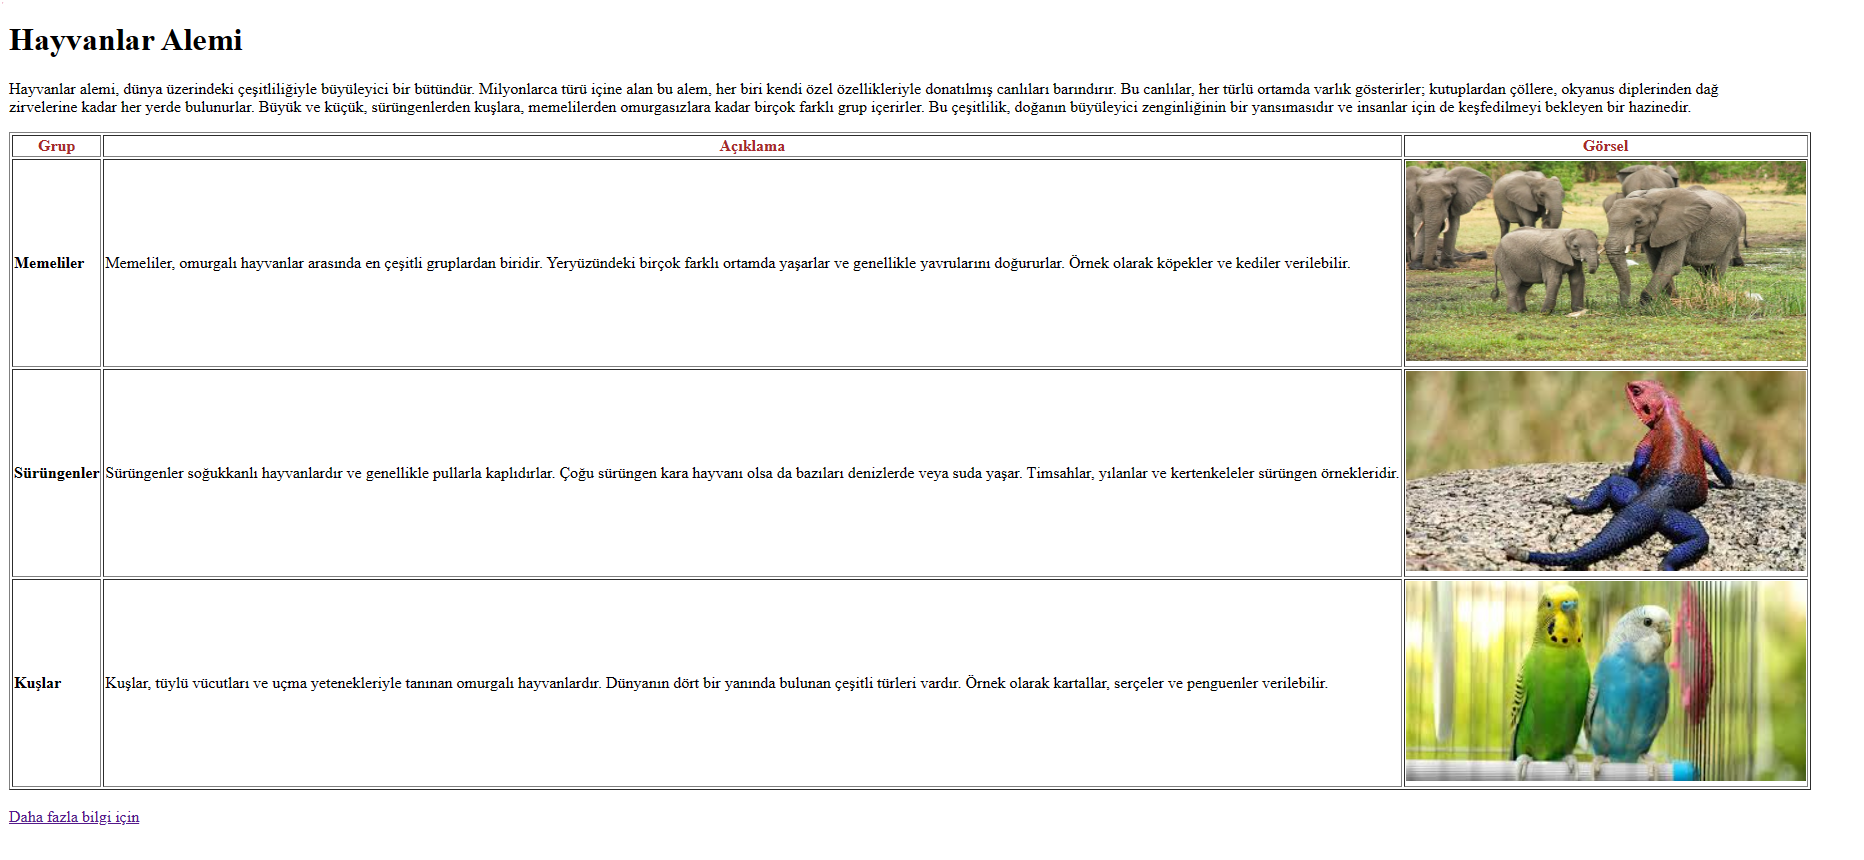 Hayvanlar Alemi
Hayvanlar alemi, dünya üzerindeki çeşitliliğiyle büyüleyici bir bütündür. Milyonlarca türü içine alan bu alem, her biri kendi özel özellikleriyle donatılmış canlıları barındırır. Bu canlılar, her türlü ortamda varlık gösterirler; kutuplardan çöllere, okyanus diplerinden dağ
zirvelerine kadar her yerde bulunurlar. Büyük ve küçük, sürüngenlerden kuşlara, memelilerden omurgasızlara kadar birçok farklı grup içerirler. Bu çeşitlilik, doğanın büyüleyici zenginliğinin bir yansımasıdır ve insanlar için de keşfedilmeyi bekleyen bir hazinedir.
Grup Açıklama Görsel
Memeliler Memeliler, omurgalı hayvanlar arasında en çeşitli gruplardan biridir. Yeryüzündeki birçok farklı ortamda yaşarlar ve genellikle yavrularını doğururlar. Örnek olarak köpekler ve kediler verilebilir.
Sürüngenler Sürüngenler soğukkanlı hayvanlardır ve genellikle pullarla kaplıdırlar. Çoğu sürüngen kara hayvanı olsa da bazıları denizlerde veya suda yaşar. Timsahlar, yılanlar ve kertenkeleler sürüngen örnekleridir.
Kuşlar Kuşlar, tüylü vücutları ve uçma yetenekleriyle tanınan omurgalı hayvanlardır. Dünyanın dört bir yanında bulunan çeşitli türleri vardır. Örnek olarak kartallar, serçeler ve penguenler verilebilir.
Daha fazla bilgi için